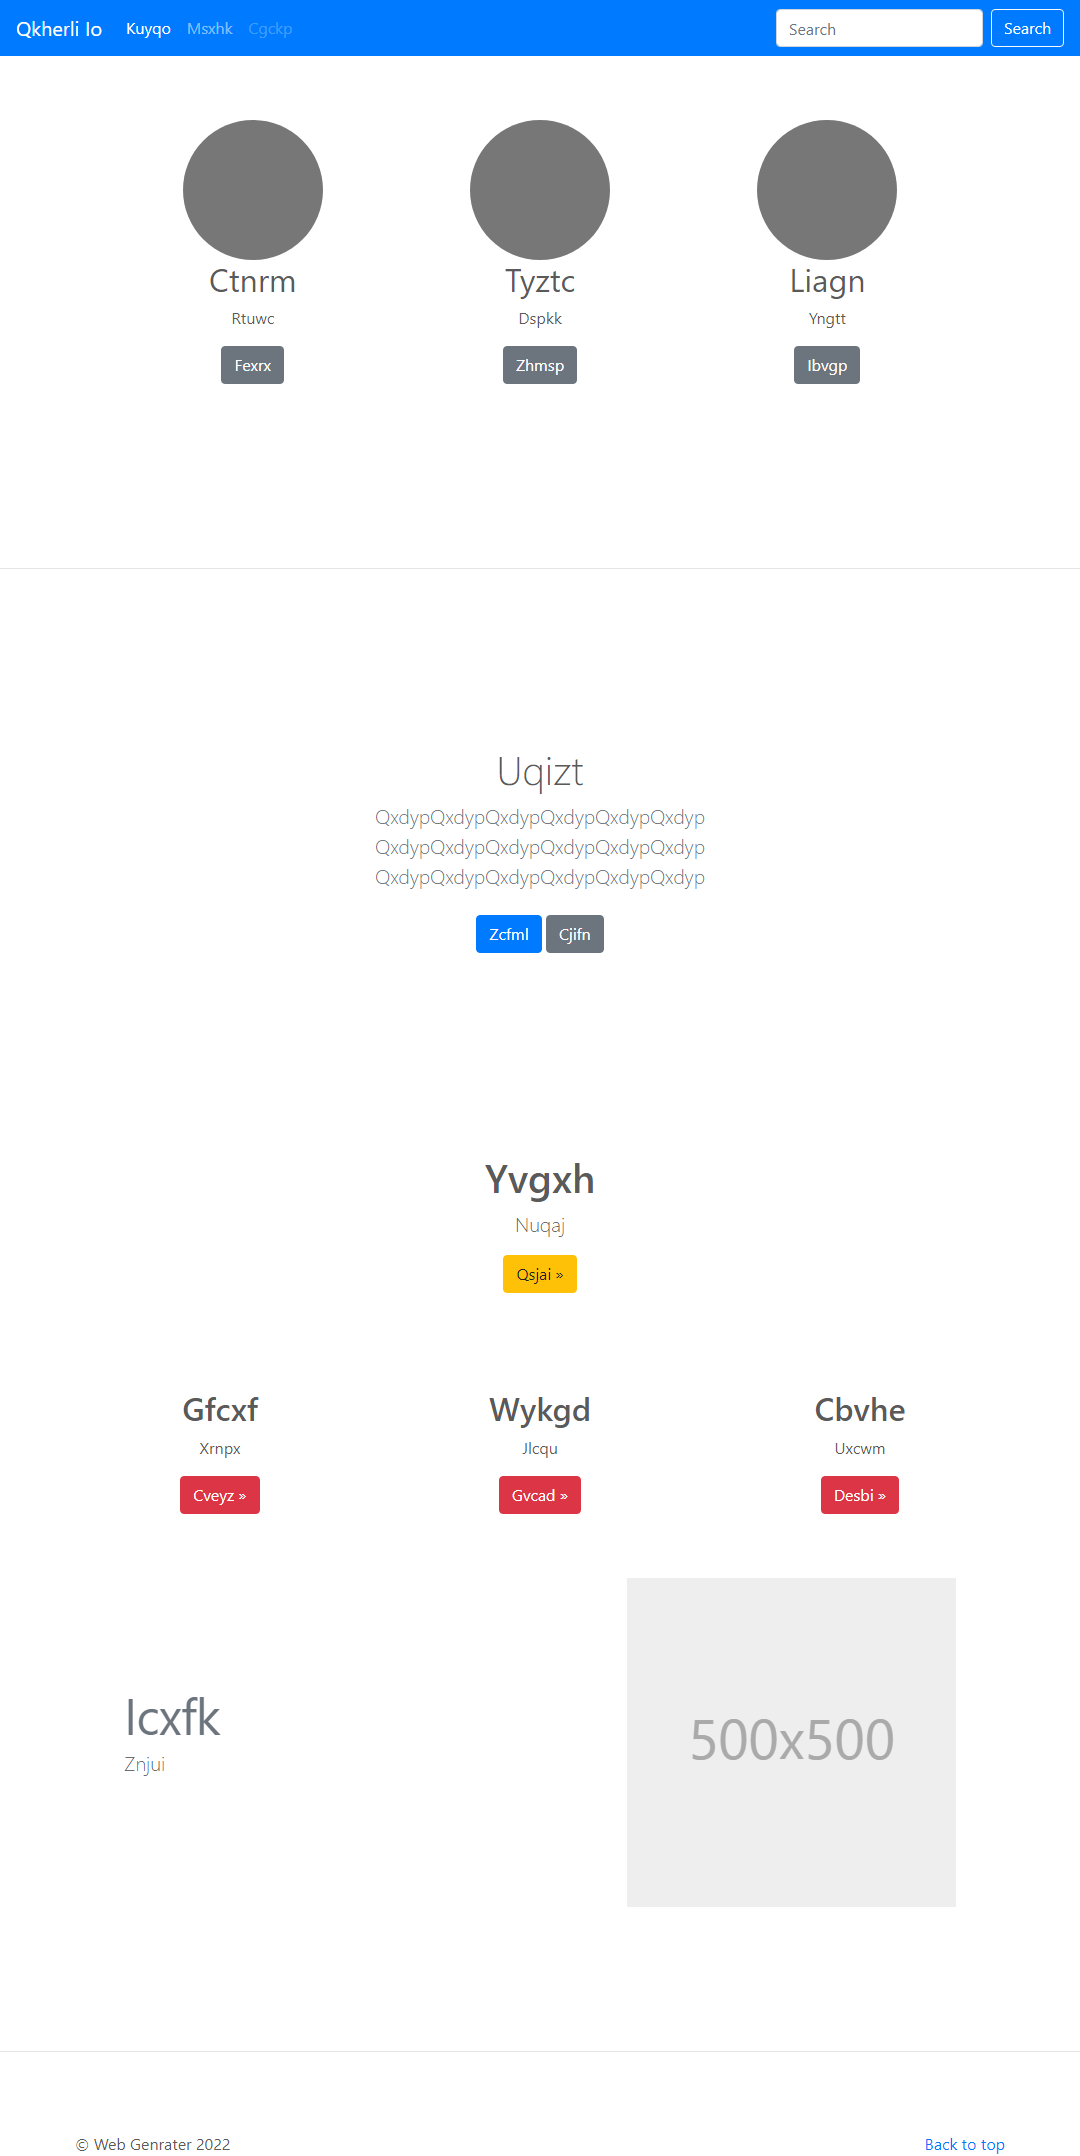 Qkherli Io Kuyqo Msxhk Cgckp Search Search
Ctnrm Tyztc Liagn
Rtuwc Dspkk Yngtt
Fexrx Zhmsp Ibvgp
Uqizt
QxdypQxdypQxdypQxdypQxdypQxdyp
QxdypQxdypQxdypQxdypQxdypQxdyp
QxdypQxdypQxdypQxdypQxdypQxdyp
Zcfml Cjifn
Yvgxh
Nuqaj
Qsjai »
Gfcxf Wykgd Cbvhe
Xrnpx Jlcqu Uxcwm
Cveyz » Gvcad » Desbi »
Icxfk
Znjui
500x500
© Web Genrater 2022 Back to top